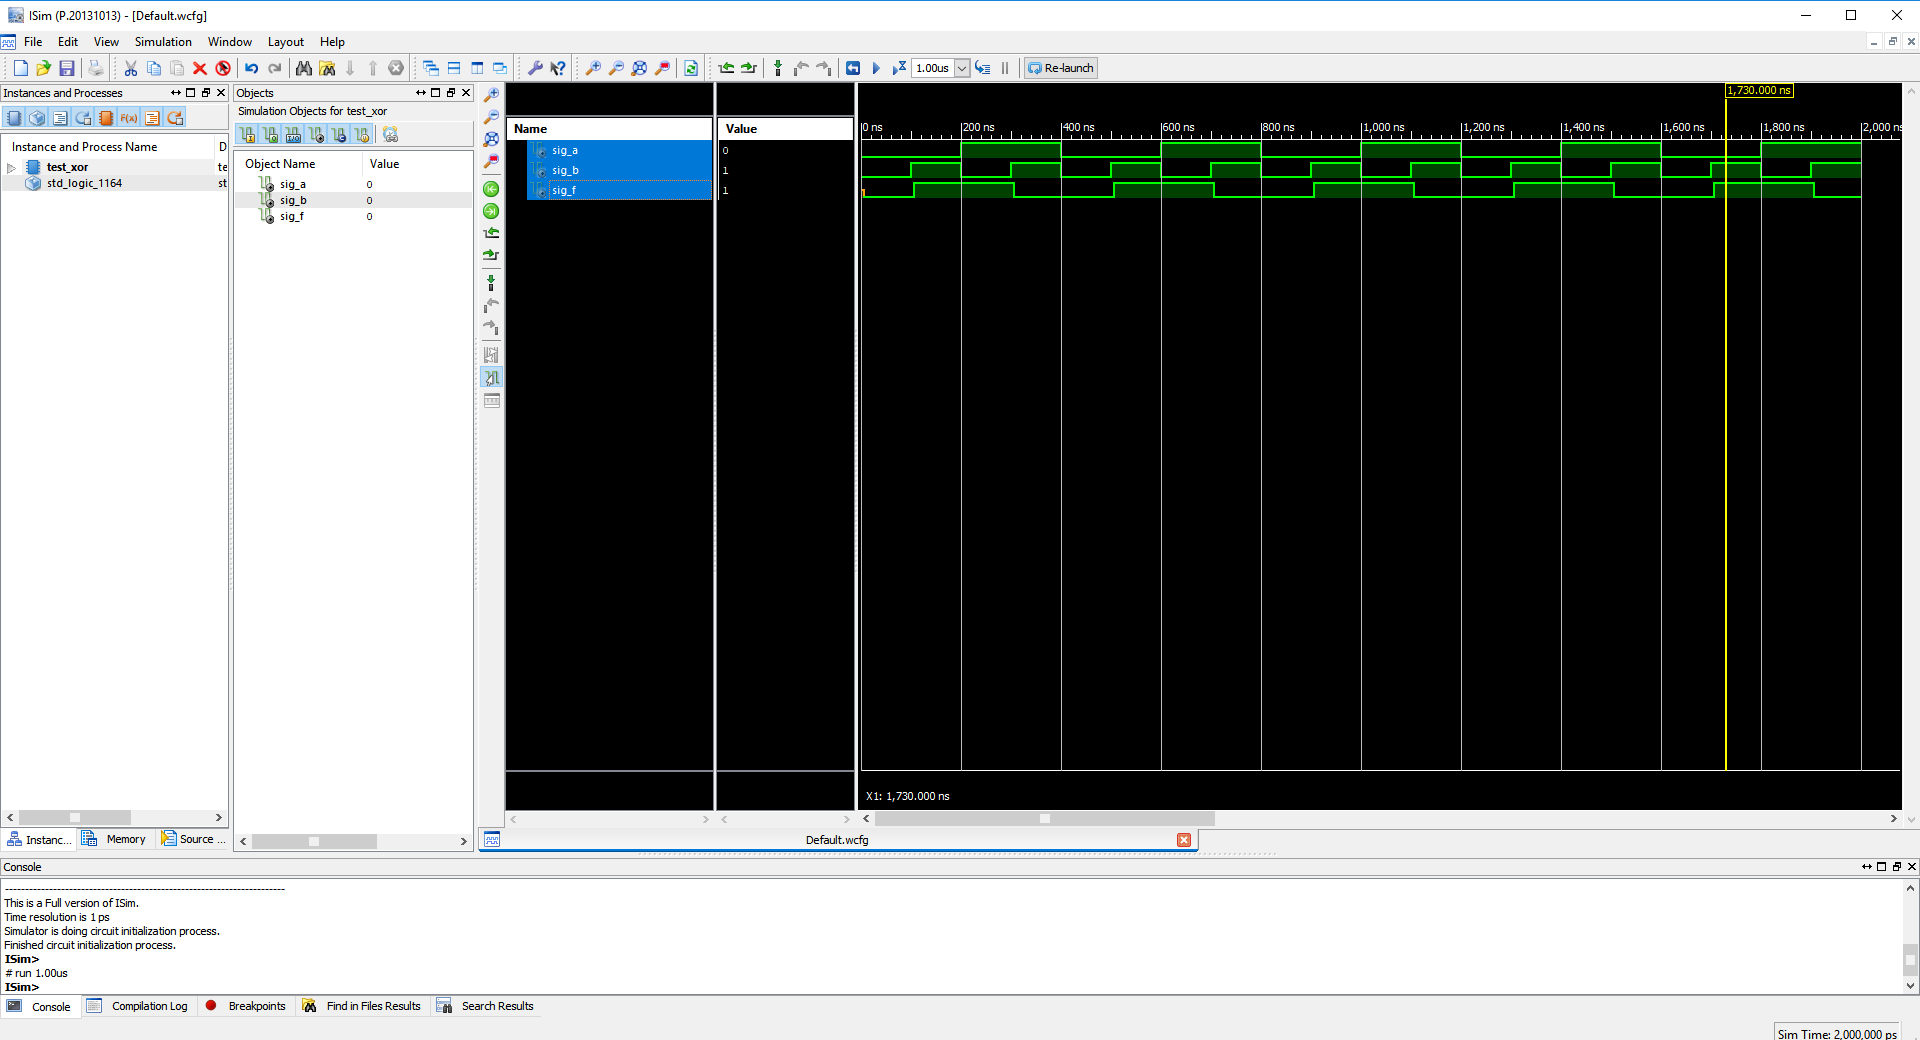 ISim (P.20131013) - [Default.wcfg]
File Edit View Simulation Window Layout Help
1.00us
Re-launch
Instances and Processes
Instance and Process Name D
test_xor te
std_logic_1164 st
Instanc... Memory Source ...
Objects
Simulation Objects for test_xor
Object Name Value
sig_a 0
sig_b 0
sig_f 0
Name Value
sig_a 0
sig_b 1
sig_f 1
1,730.000 ns
0 ns 200 ns 400 ns 600 ns 800 ns 1,000 ns 1,200 ns 1,400 ns 1,600 ns 1,800 ns 2,000 ns
X1: 1,730.000 ns
Default.wcfg
Console
This is a Full version of ISim.
Time resolution is 1 ps
Simulator is doing circuit initialization process.
Finished circuit initialization process.
ISim>
# run 1.00us
ISim>
Console Compilation Log Breakpoints Find in Files Results Search Results
Sim Time: 2,000,000 ps